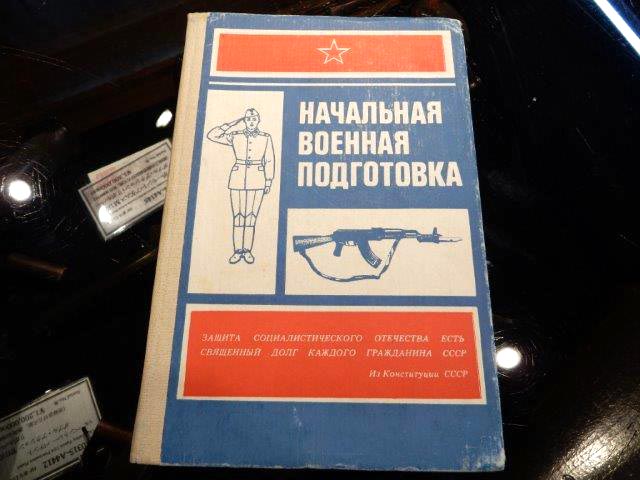 НАЧАЛЬНАЯ
ВОЕННАЯ
ПОДГОТОВКА
ЗАЩИТА СОЦИАЛИСТИЧЕСКОГО ОТЕЧЕСТВА ЕСТЬ
СВЯЩЕННЫЙ ДОЛГ КАЖДОГО ГРАЖДАНИНА СССР
Из Конституции СССР